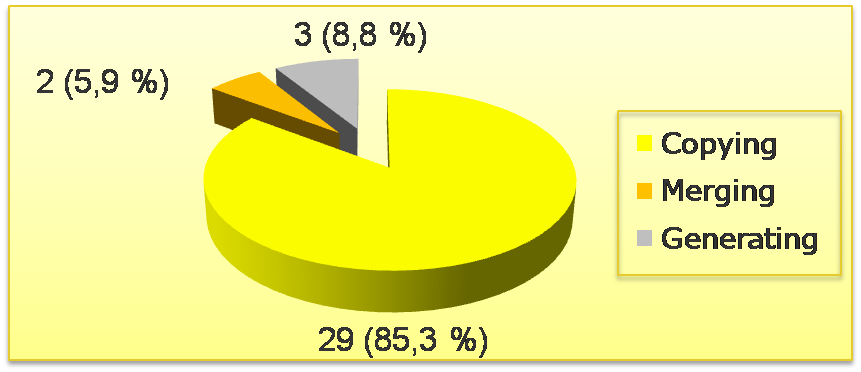 3 (8,8 %)
2 (5,9 %)
Copying
Merging
Generating
29 (85,3 %)